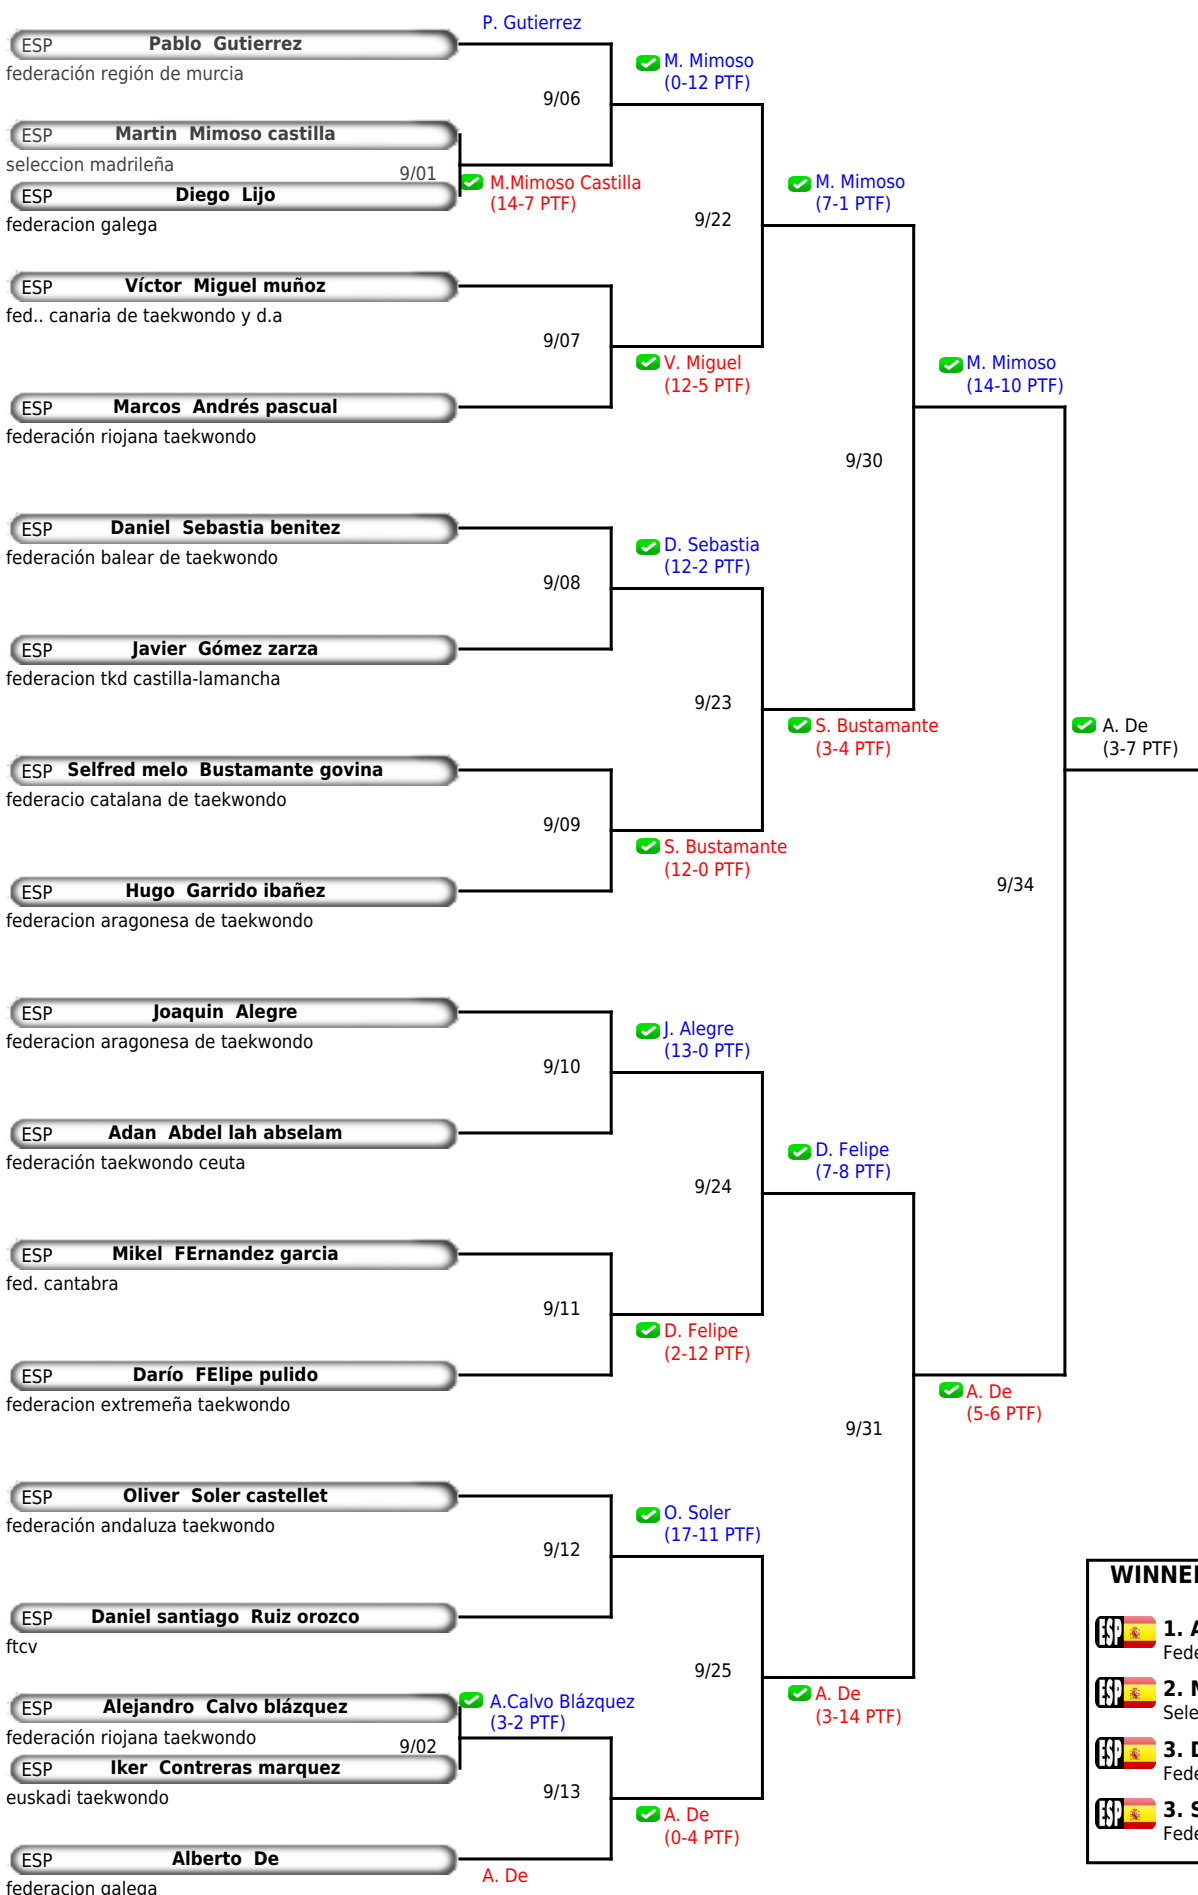 P. Gutierrez
ESP Pablo Gutierrez
federación región de murcia
M. Mimoso
(0-12 PTF)
9/06
ESP Martin Mimoso castilla
seleccion madrileña
9/01
M.Mimoso Castilla
(14-7 PTF)
ESP Diego Lijo
federacion galega
M. Mimoso
(7-1 PTF)
9/22
ESP Víctor Miguel muñoz
fed.. canaria de taekwondo y d.a
9/07
V. Miguel
(12-5 PTF)
M. Mimoso
(14-10 PTF)
ESP Marcos Andrés pascual
federación riojana taekwondo
9/30
ESP Daniel Sebastia benitez
federación balear de taekwondo
D. Sebastia
(12-2 PTF)
9/08
ESP Javier Gómez zarza
federacion tkd castilla-lamancha
9/23
S. Bustamante
(3-4 PTF)
A. De
(3-7 PTF)
ESP Selfred melo Bustamante govina
federacio catalana de taekwondo
9/09
S. Bustamante
(12-0 PTF)
ESP Hugo Garrido ibañez
federacion aragonesa de taekwondo
9/34
ESP Joaquin Alegre
federacion aragonesa de taekwondo
J. Alegre
(13-0 PTF)
9/10
ESP Adan Abdel lah abselam
federación taekwondo ceuta
D. Felipe
(7-8 PTF)
9/24
ESP Mikel FErnandez garcia
fed. cantabra
9/11
D. Felipe
(2-12 PTF)
ESP Darío FElipe pulido
federacion extremeña taekwondo
A. De
(5-6 PTF)
9/31
ESP Oliver Soler castellet
federación andaluza taekwondo
O. Soler
(17-11 PTF)
9/12
ESP Daniel santiago Ruiz orozco
ftcv
9/25
A. De
(3-14 PTF)
ESP Alejandro Calvo blázquez
federación riojana taekwondo
9/02
A.Calvo Blázquez
(3-2 PTF)
ESP Iker Contreras marquez
euskadi taekwondo
9/13
A. De
(0-4 PTF)
ESP Alberto De
federacion galega
A. De
ESP 1.
ESP 2.
ESP 3.
ESP 3.